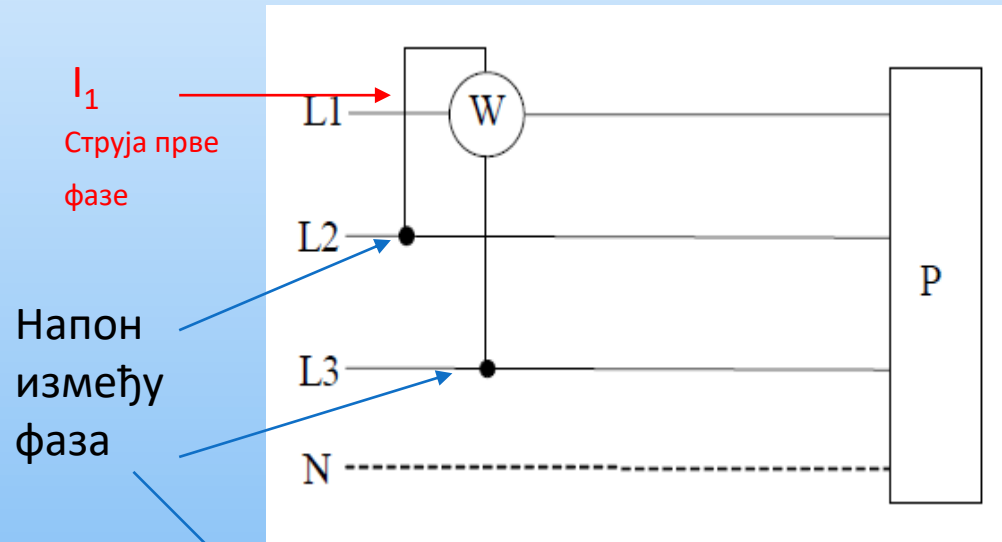 I₁
Струја прве
фазе
Напон
између
фаза
L1
W
L2
L3
N
P